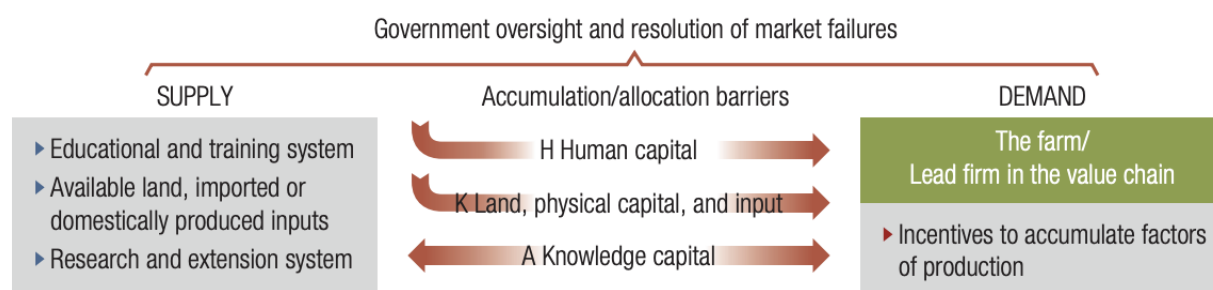 Government oversight and resolution of market failures
SUPPLY
Educational and training system
Available land, imported or
domestically produced inputs
Research and extension system
Accumulation/allocation barriers
H Human capital
K Land, physical capital, and input
A Knowledge capital
DEMAND
The farm/
Lead firm in the value chain
Incentives to accumulate factors
of production